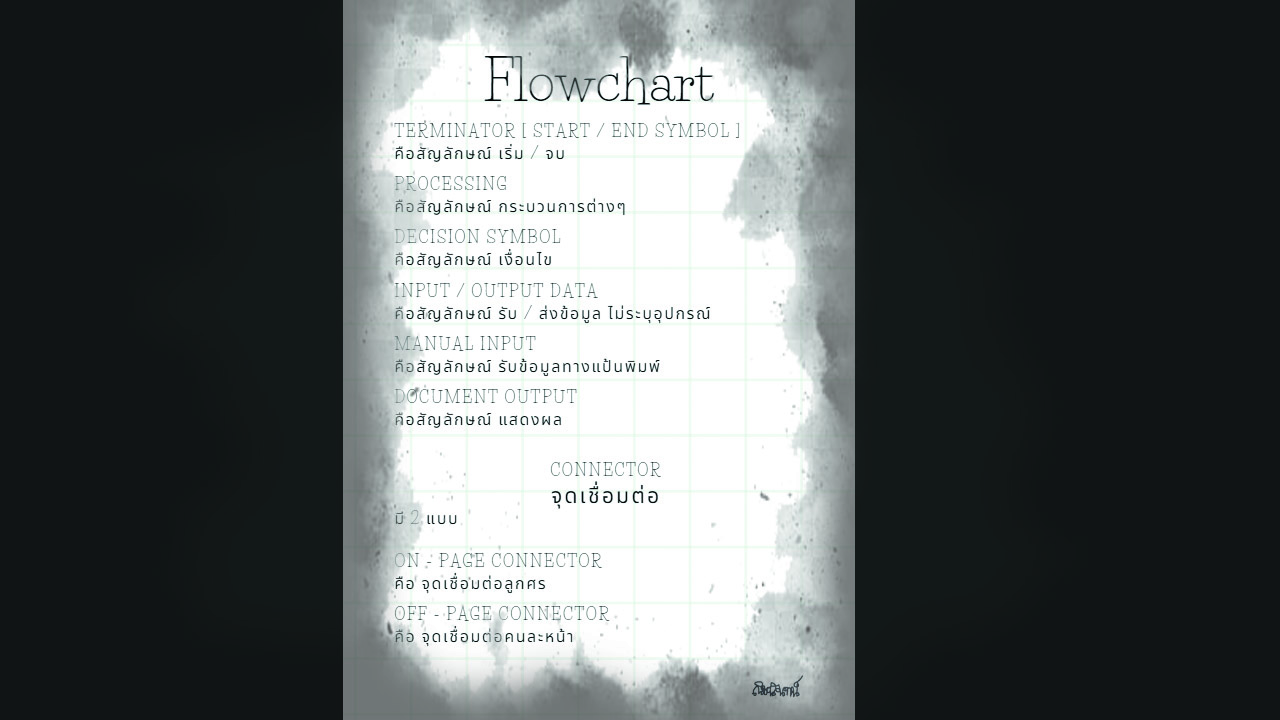 Flowchart
TERMINATOR [ START / END SYMBOL ]
คือสัญลักษณ์ เริ่ม / จบ
PROCESSING
คือสัญลักษณ์ กระบวนการต่างๆ
DECISION SYMBOL
คือสัญลักษณ์ เงื่อนไข
INPUT / OUTPUT DATA
คือสัญลักษณ์ รับ / ส่งข้อมูล ไม่ระบุอุปกรณ์
MANUAL INPUT
คือสัญลักษณ์ รับข้อมูลทางแป้นพิมพ์
DOCUMENT OUTPUT
คือสัญลักษณ์ แสดงผล
CONNECTOR
จุดเชื่อมต่อ
มี 2 แบบ
ON - PAGE CONNECTOR
คือ จุดเชื่อมต่อลูกศร
OFF - PAGE CONNECTOR
คือ จุดเชื่อมต่อคนละหน้า